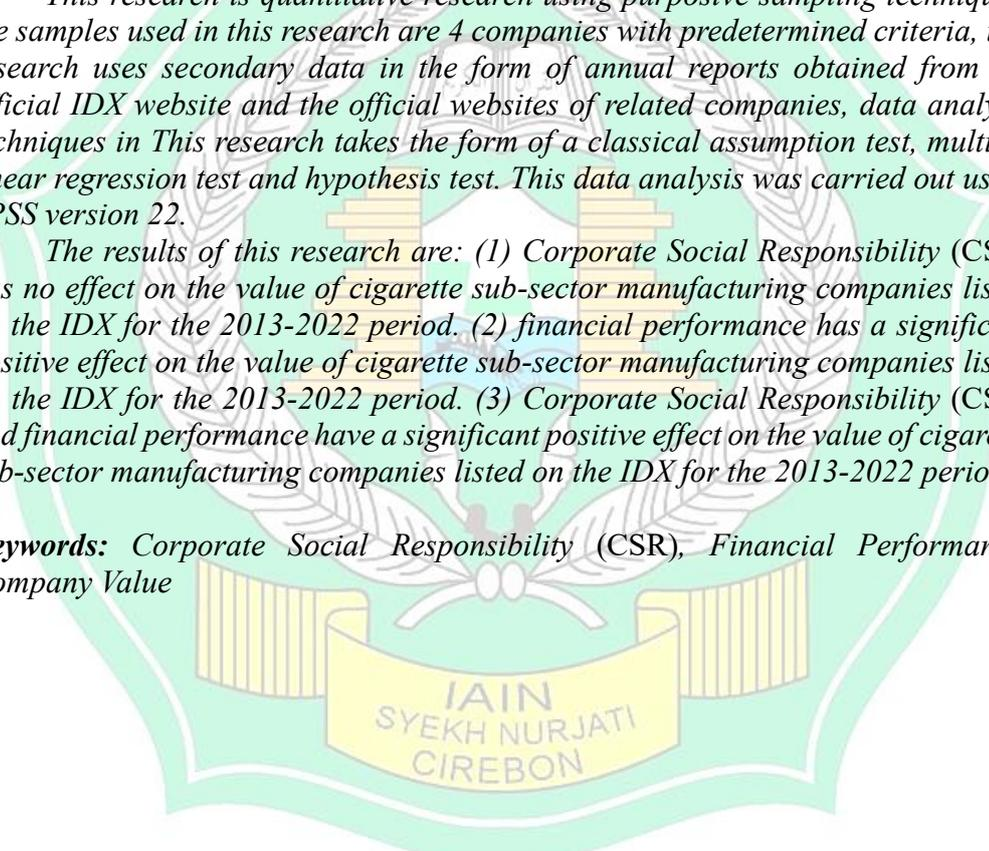 This research is quantitative research using purposive sampling techniqu
e samples used in this research are 4 companies with predetermined criteria,
search uses secondary data in the form of annual reports obtained from
ficial IDX website and the official websites of related companies, data analy
chniques in This research takes the form of a classical assumption test, multi
near regression test and hypothesis test. This data analysis was carried out us
PSS version 22.
The results of this research are: (1) Corporate Social Responsibility (CS
s no effect on the value of cigarette sub-sector manufacturing companies lis
the IDX for the 2013-2022 period. (2) financial performance has a signific
sitive effect on the value of cigarette sub-sector manufacturing companies lis
the IDX for the 2013-2022 period. (3) Corporate Social Responsibility (CS
d financial performance have a significant positive effect on the value of cigar
b-sector manufacturing companies listed on the IDX for the 2013-2022 perio
eywords: Corporate Social Responsibility (CSR), Financial Performan
ompany Value
IAIN
SYEKH NURJATI
CIREBON